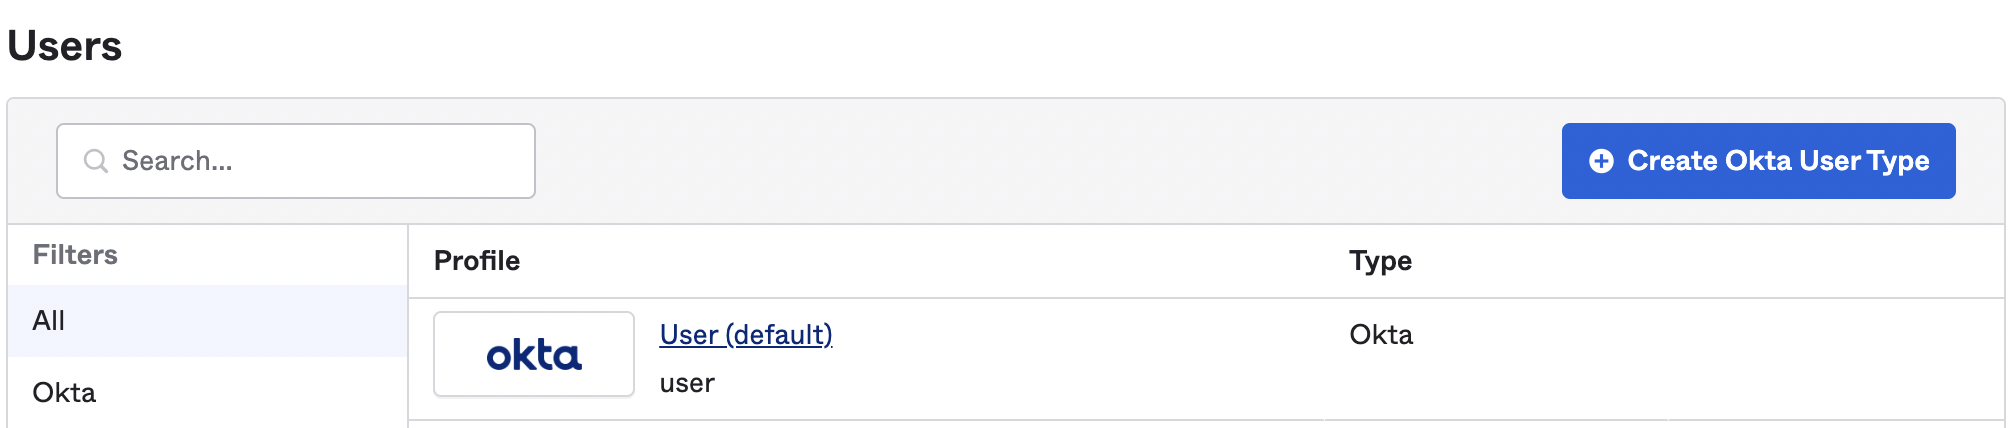 Users
Search...
Create Okta User Type
Filters
All
Okta
Profile
Type
okta
User (default)
user
Okta